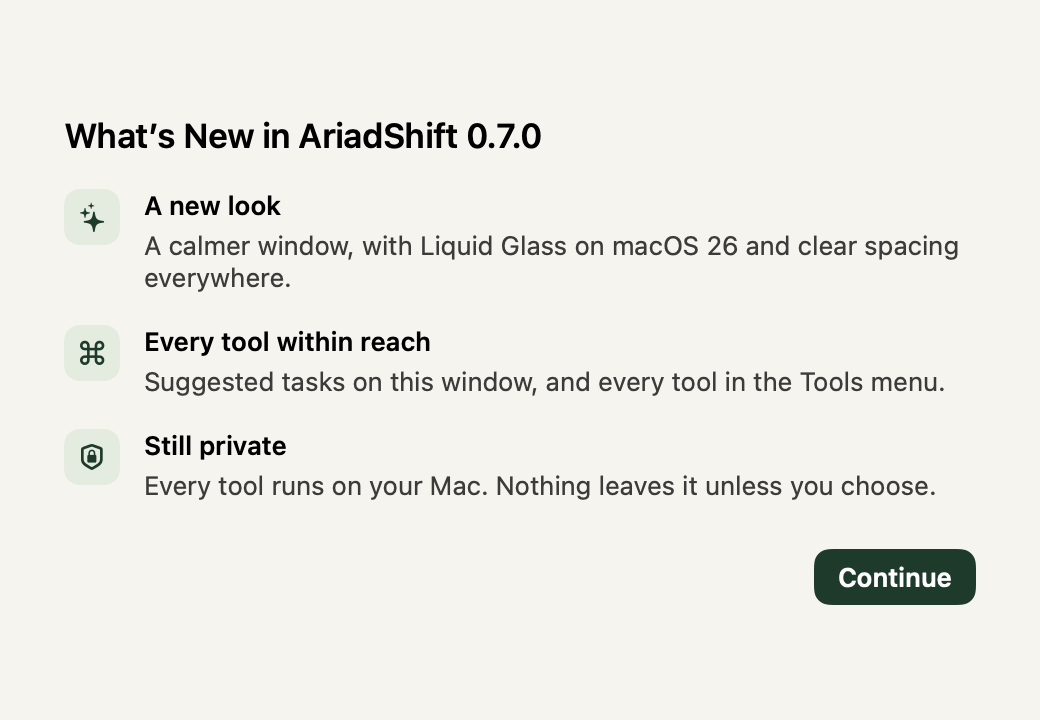 What’s New in AriadShift 0.7.0
A new look
A calmer window, with Liquid Glass on macOS 26 and clear spacing
everywhere.
Every tool within reach
Suggested tasks on this window, and every tool in the Tools menu.
Still private
Every tool runs on your Mac. Nothing leaves it unless you choose.
Continue